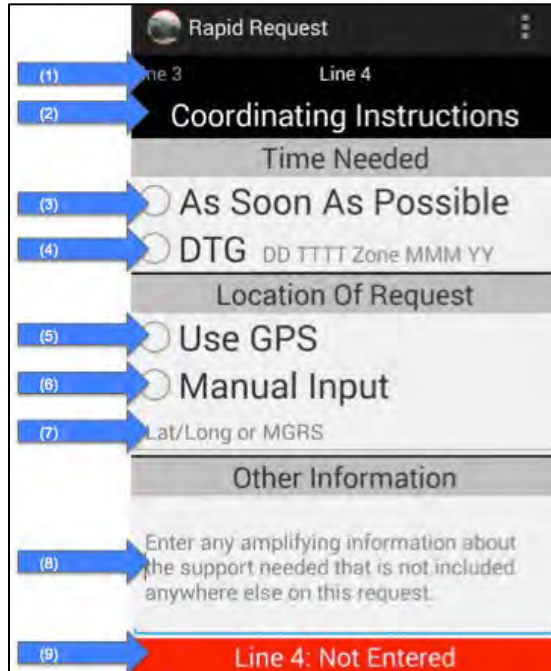 Rapid Request
(1) ne 3 Line 4
(2) Coordinating Instructions
Time Needed
(3) As Soon As Possible
(4) DTG DD TTTT Zone MMM YY
Location Of Request
(5) Use GPS
(6) Manual Input
(7) Lat/Long or MGRS
Other Information
Enter any amplifying information about
(8) the support needed that is not included
anywhere else on this request.
(9) Line 4: Not Entered